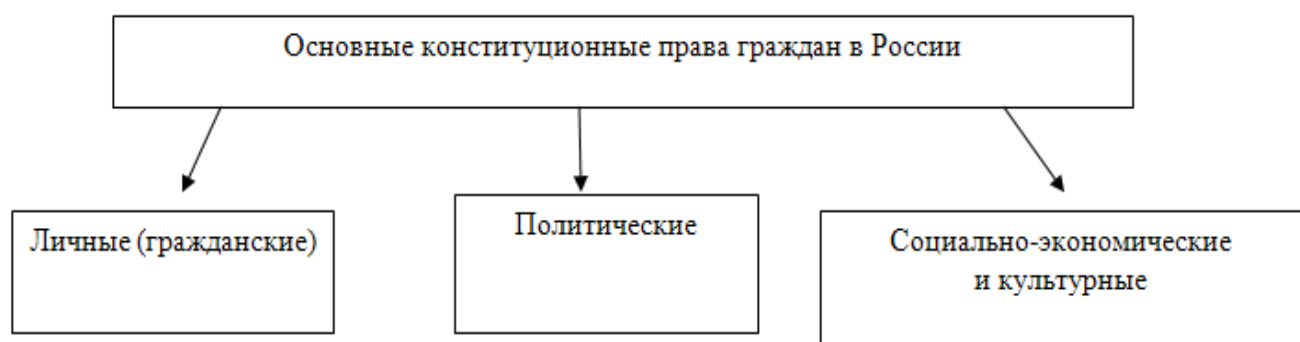 Основные конституционные права граждан в России
Личные (гражданские)
Политические
Социально-экономические
и культурные